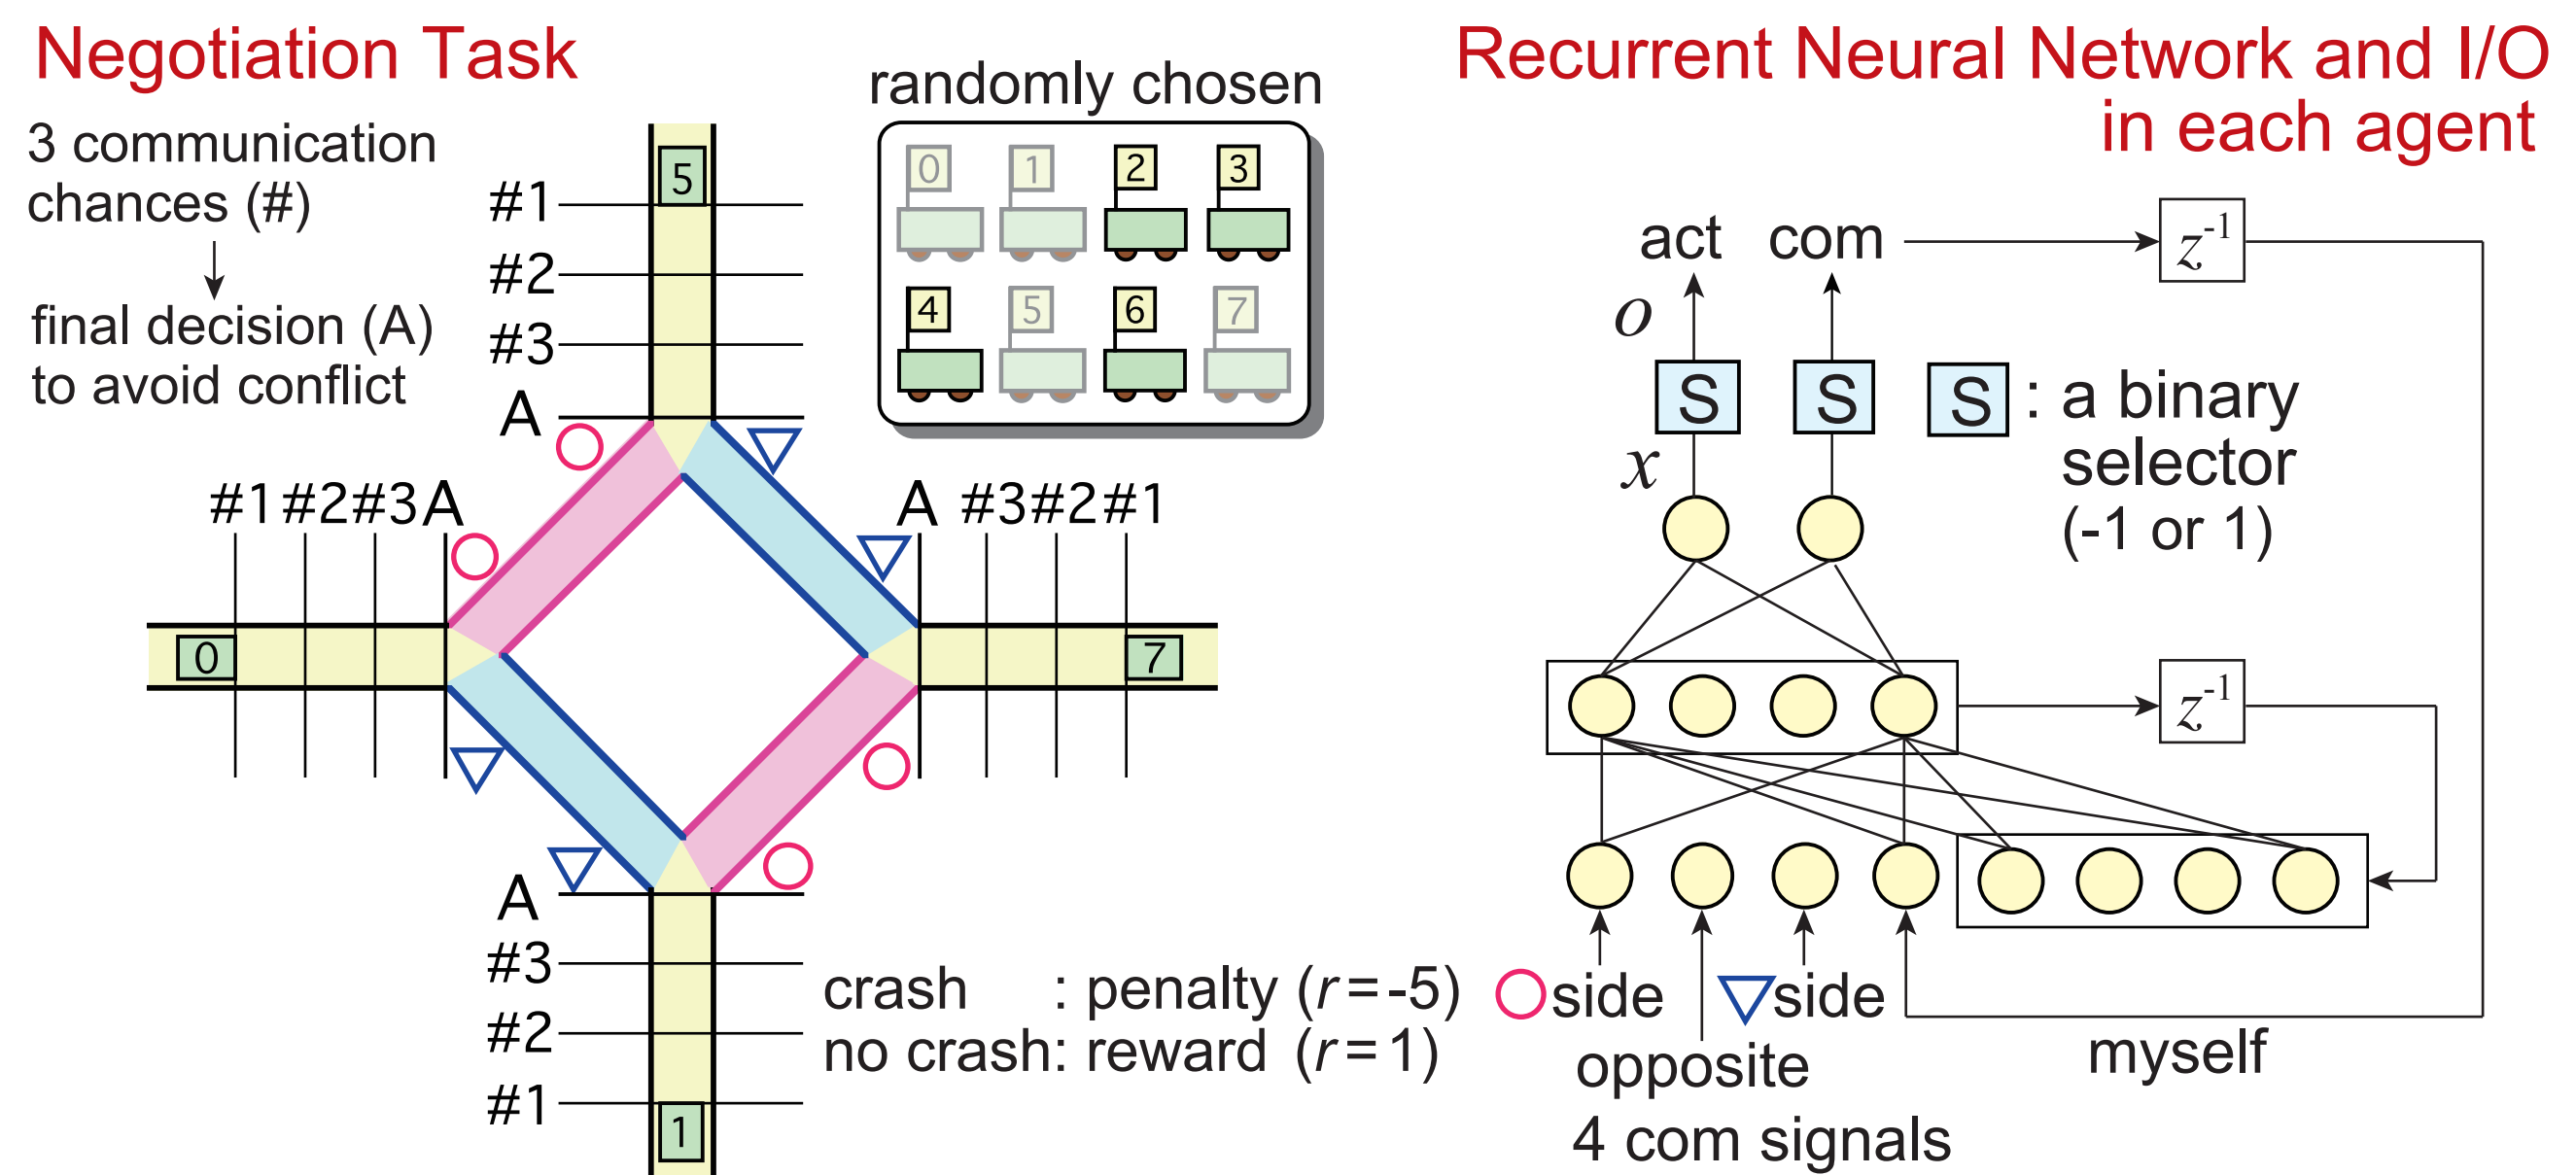 Negotiation Task
3 communication
chances (#)
final decision (A)
to avoid conflict
#1
#2
#3
A
5
randomly chosen
0 1 2 3
4 5 6 7
#1 #2 #3 A
A #3 #2 #1
0
7
A
#3
#2
#1
1
crash : penalty (r = -5)
no crash: reward (r = 1)
Recurrent Neural Network and I/O
in each agent
act com
z⁻¹
o
S S S : a binary
selector
(-1 or 1)
x
z⁻¹
side side
opposite
myself
4 com signals